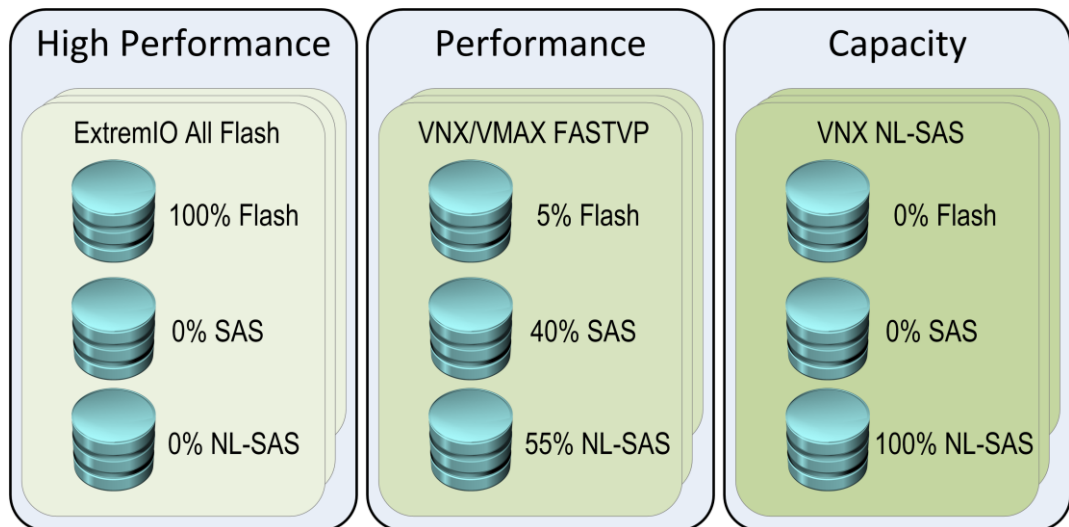 High Performance
ExtremIO All Flash
100% Flash
0% SAS
0% NL-SAS
Performance
VNX/VMAX FASTVP
5% Flash
40% SAS
55% NL-SAS
Capacity
VNX NL-SAS
0% Flash
0% SAS
100% NL-SAS